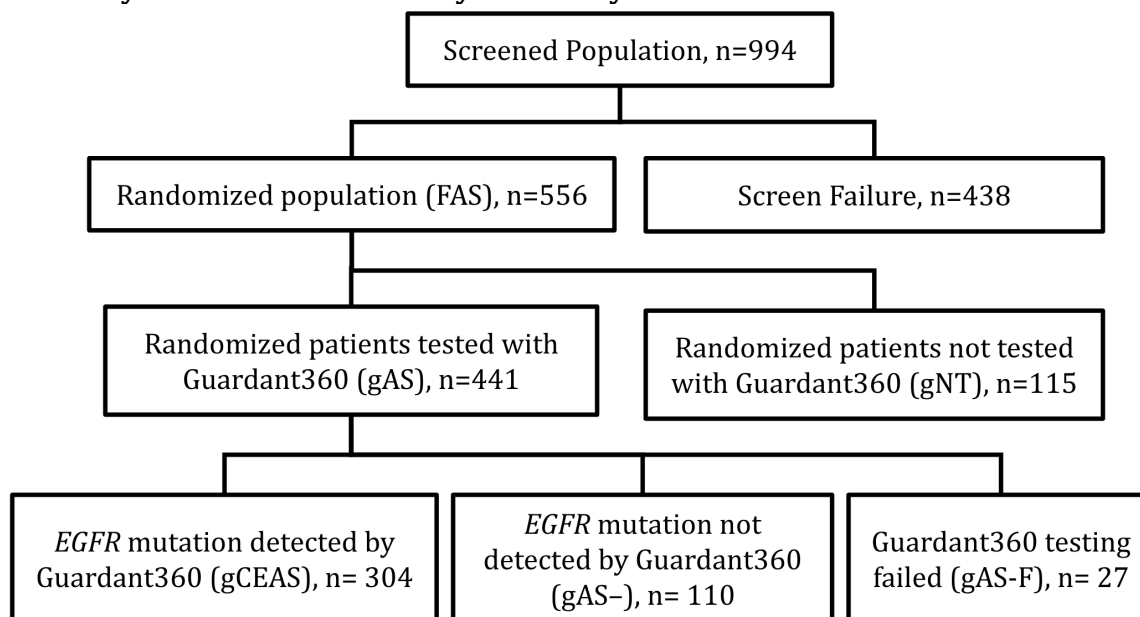 Screened Population, n=994
Randomized population (FAS), n=556
Screen Failure, n=438
Randomized patients tested with
Guardant360 (gAS), n=441
Randomized patients not tested
with Guardant360 (gNT), n=115
EGFR mutation detected by
Guardant360 (gCEAS), n= 304
EGFR mutation not
detected by Guardant360
(gAS–), n= 110
Guardant360 testing
failed (gAS-F), n= 27